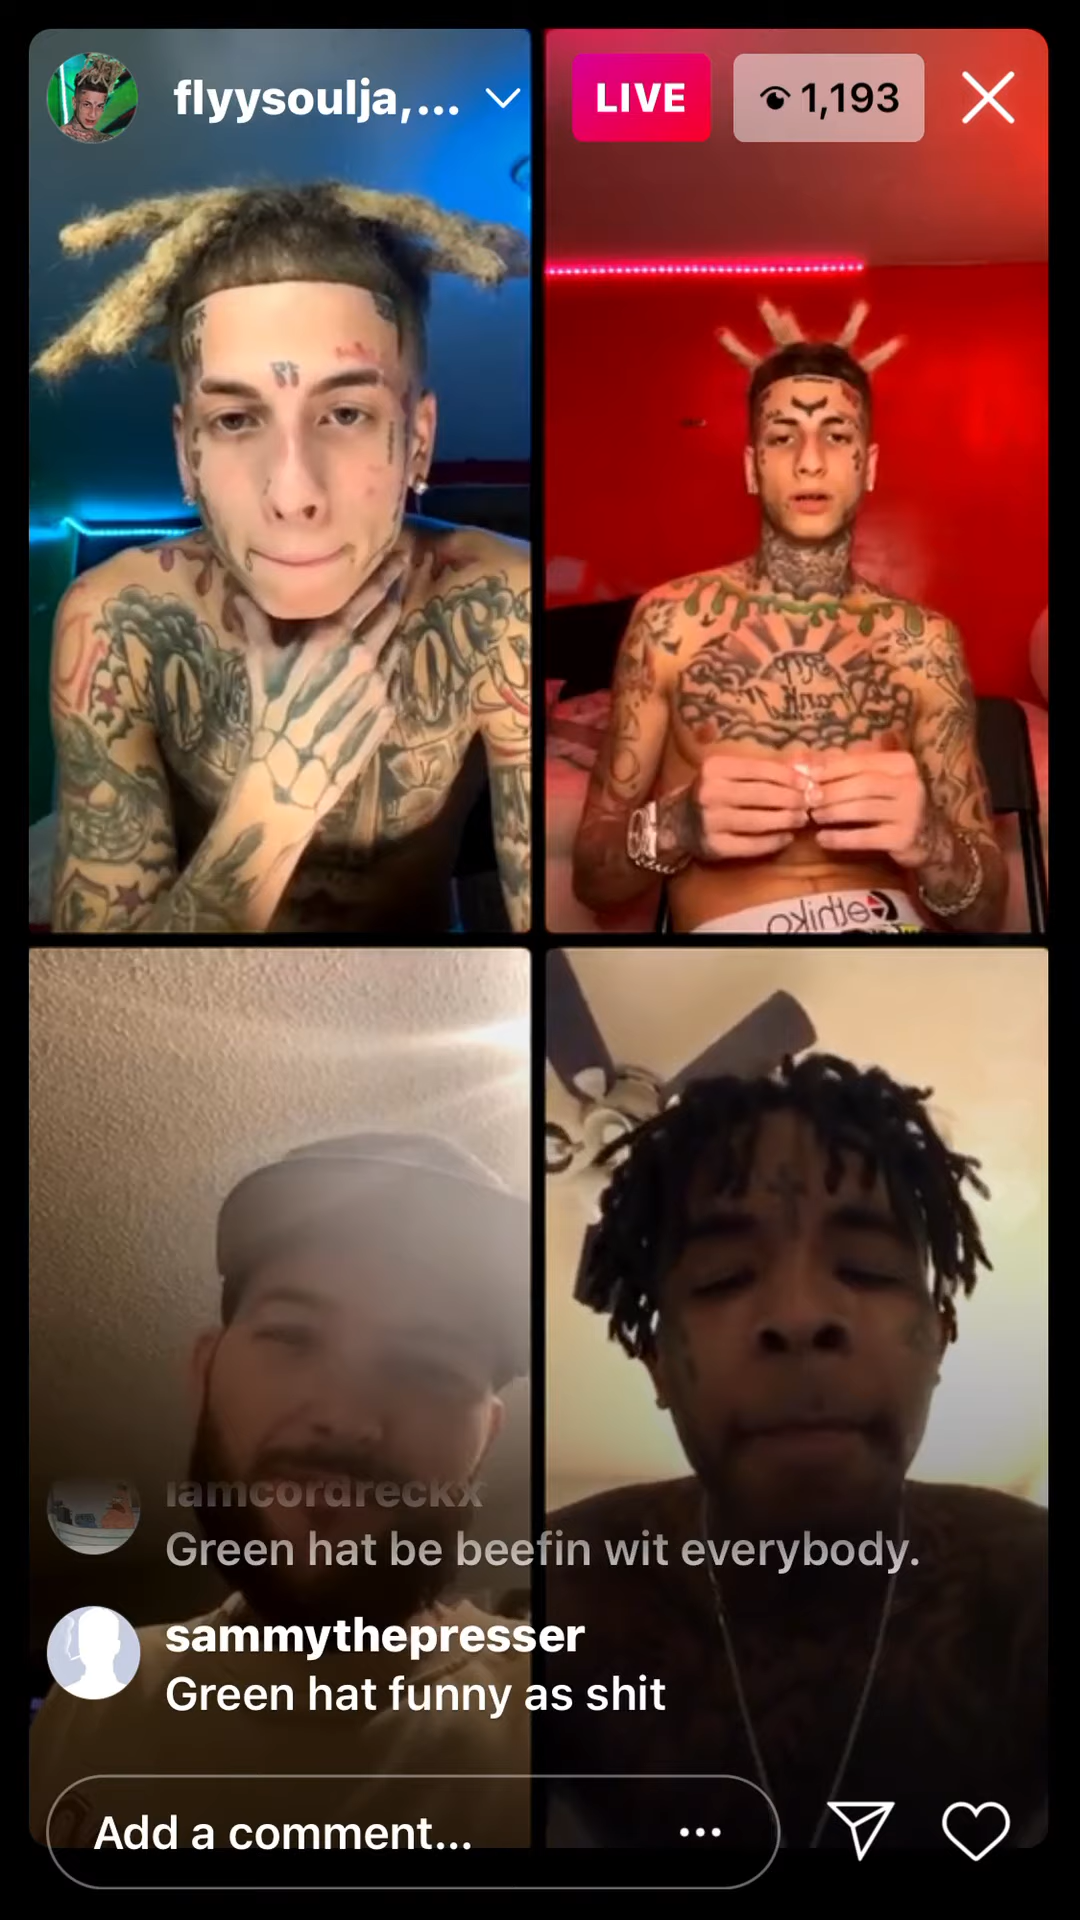 flyysoulja,...
LIVE
1,193
ethika
iamcordreckx
Green hat be beefin wit everybody.
sammythepresser
Green hat funny as shit
Add a comment...